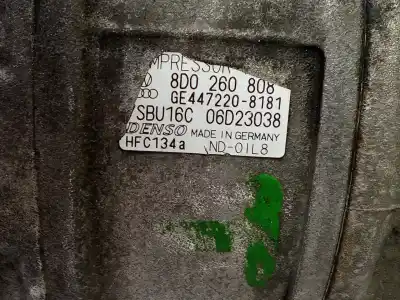 MPRESSOR
8D0 260 808
GE447220-8181
SBU16C 06D23038
DENSO MADE IN GERMANY
HFC134a ND-OIL8